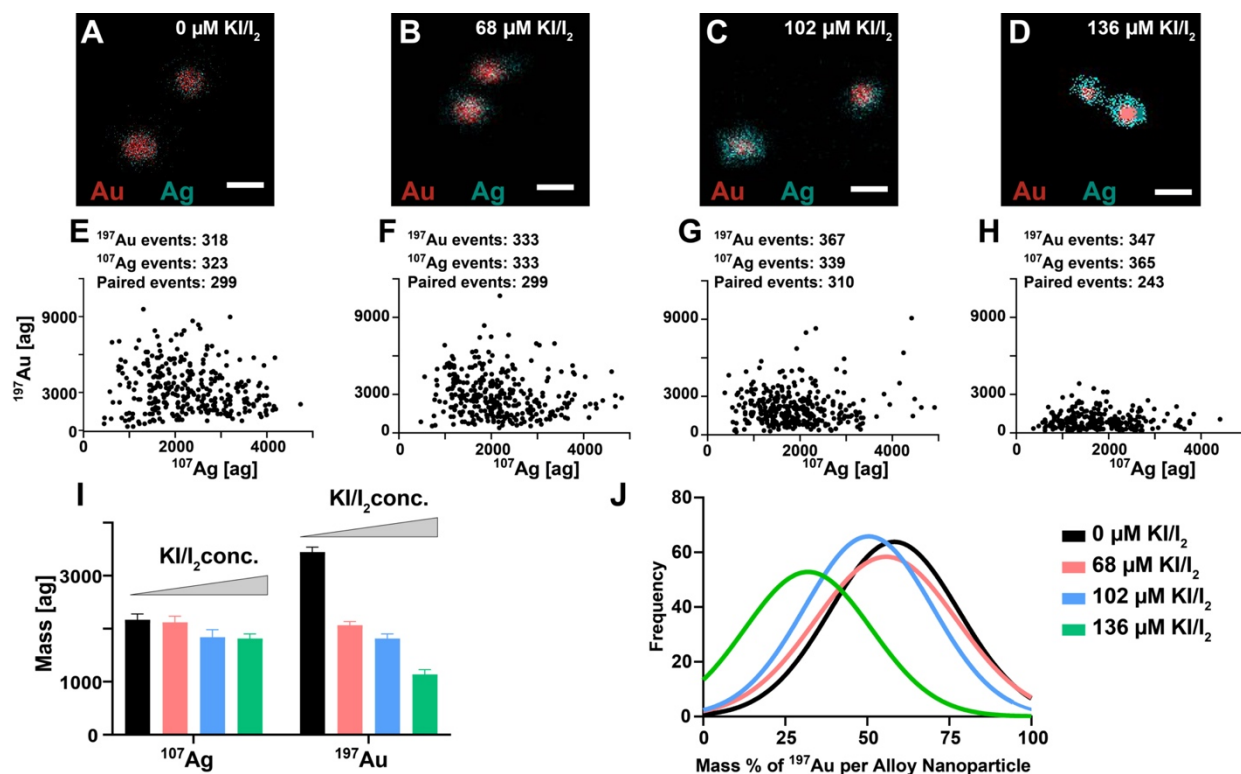 A
0 µM KI/I₂
Au Ag
B
68 µM KI/I₂
Au Ag
C
102 µM KI/I₂
Au Ag
D
136 µM KI/I₂
Au Ag
E
¹⁹⁷Au events: 318
¹⁰⁷Ag events: 323
Paired events: 299
¹⁹⁷Au [ag]
9000
3000
0
0 2000 4000
¹⁰⁷Ag [ag]
F
¹⁹⁷Au events: 333
¹⁰⁷Ag events: 333
Paired events: 299
9000
3000
0
0 2000 4000
¹⁰⁷Ag [ag]
G
¹⁹⁷Au events: 367
¹⁰⁷Ag events: 339
Paired events: 310
9000
3000
0
0 2000 4000
¹⁰⁷Ag [ag]
H
¹⁹⁷Au events: 347
¹⁰⁷Ag events: 365
Paired events: 243
9000
3000
0
0 2000 4000
¹⁰⁷Ag [ag]
I
KI/I₂conc.
KI/I₂conc.
Mass [ag]
3000
1000
0
¹⁰⁷Ag ¹⁹⁷Au
J
Frequency
80
60
40
20
0
0 25 50 75 100
Mass % of ¹⁹⁷Au per Alloy Nanoparticle
0 µM KI/I₂
68 µM KI/I₂
102 µM KI/I₂
136 µM KI/I₂